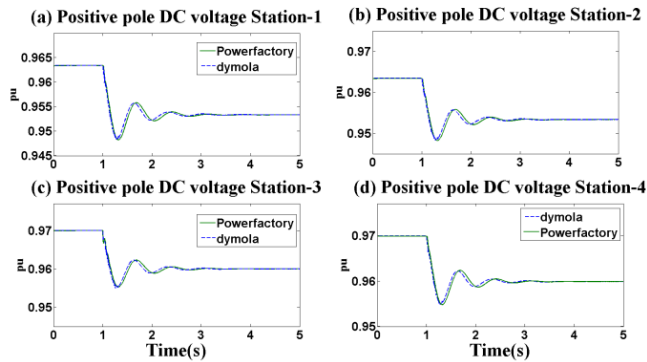 (a) Positive pole DC voltage Station-1
(b) Positive pole DC voltage Station-2
0.965
0.96
pu
0.955
0.95
0.945
Powerfactory
dymola
0 1 2 3 4 5
0.97
0.96
pu
0.95
0 1 2 3 4 5
(c) Positive pole DC voltage Station-3
(d) Positive pole DC voltage Station-4
0.97
pu
0.96
0.95
Powerfactory
dymola
0 1 2 3 4 5
Time(s)
0.97
pu
0.96
0.95
dymola
Powerfactory
0 1 2 3 4 5
Time(s)